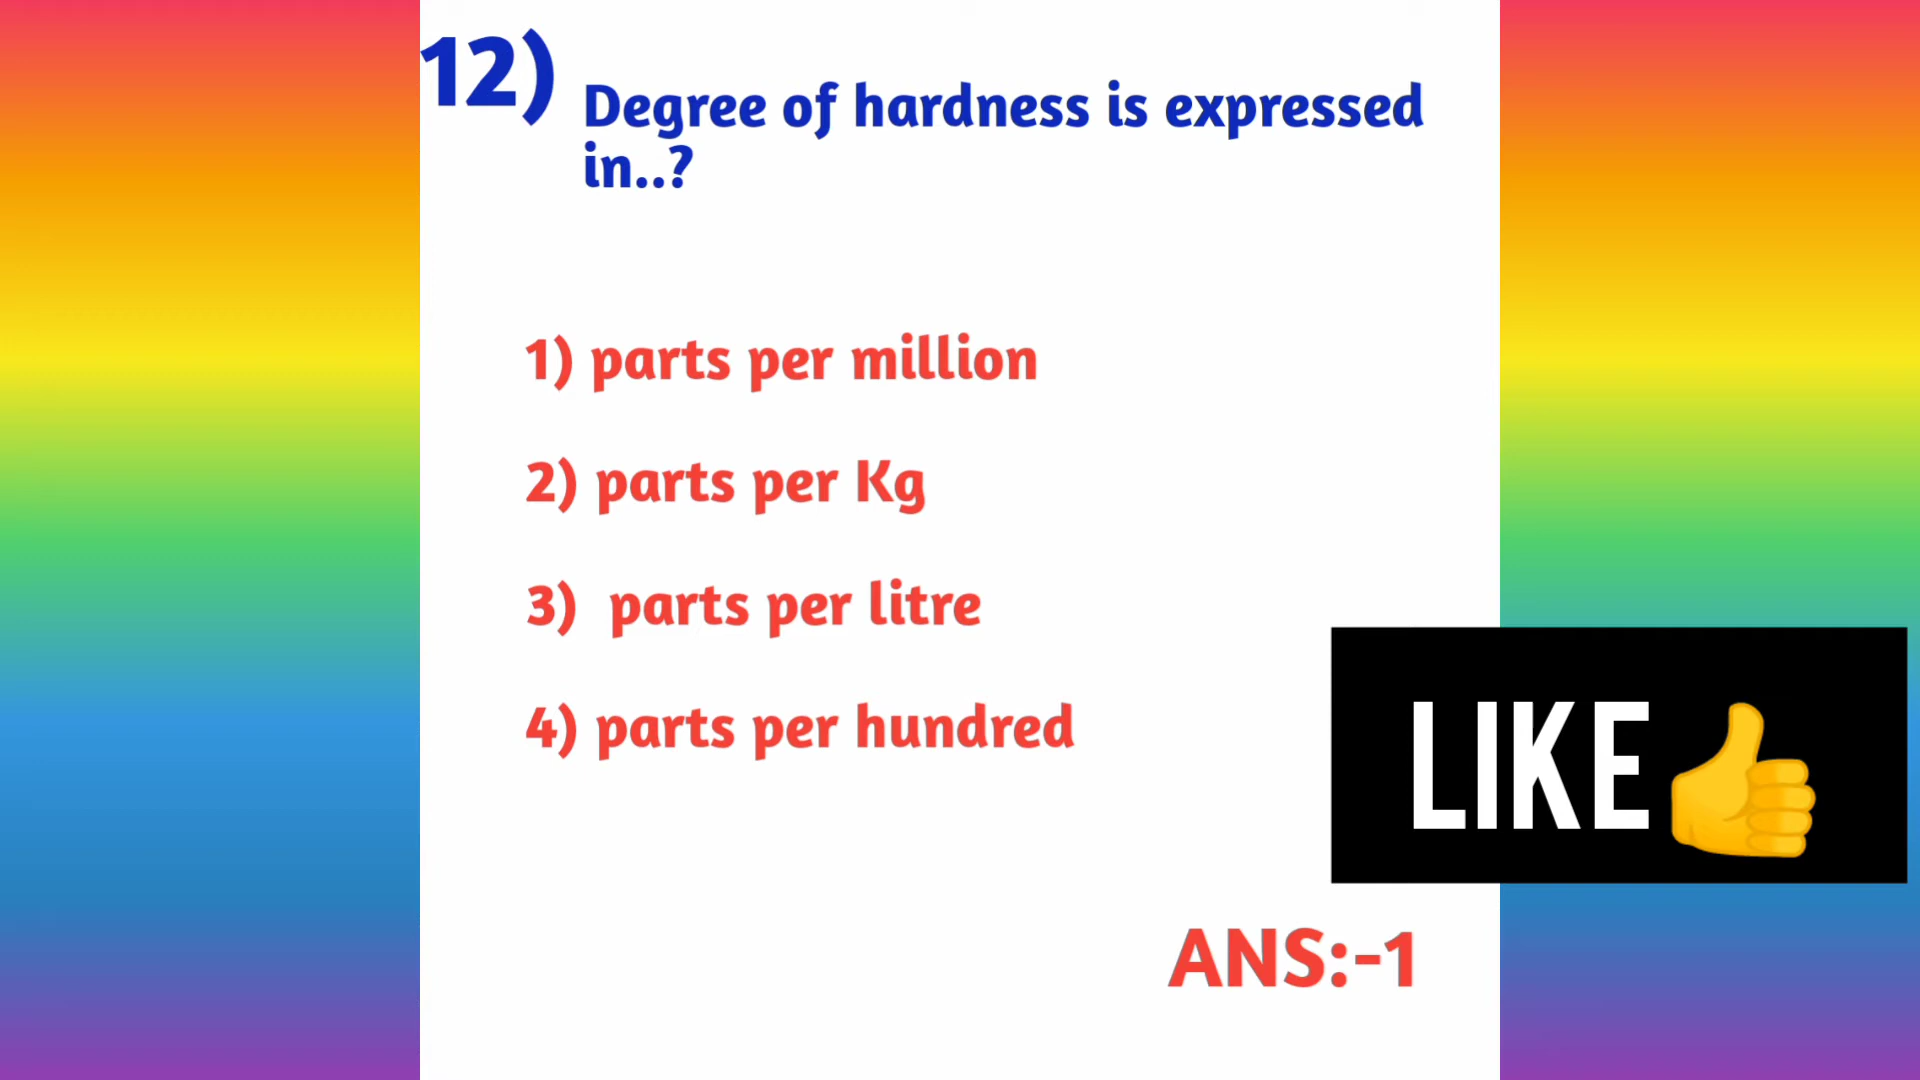 12) Degree of hardness is expressed
in..?
1) parts per million
2) parts per Kg
3) parts per litre
4) parts per hundred
LIKE👍
ANS:-1